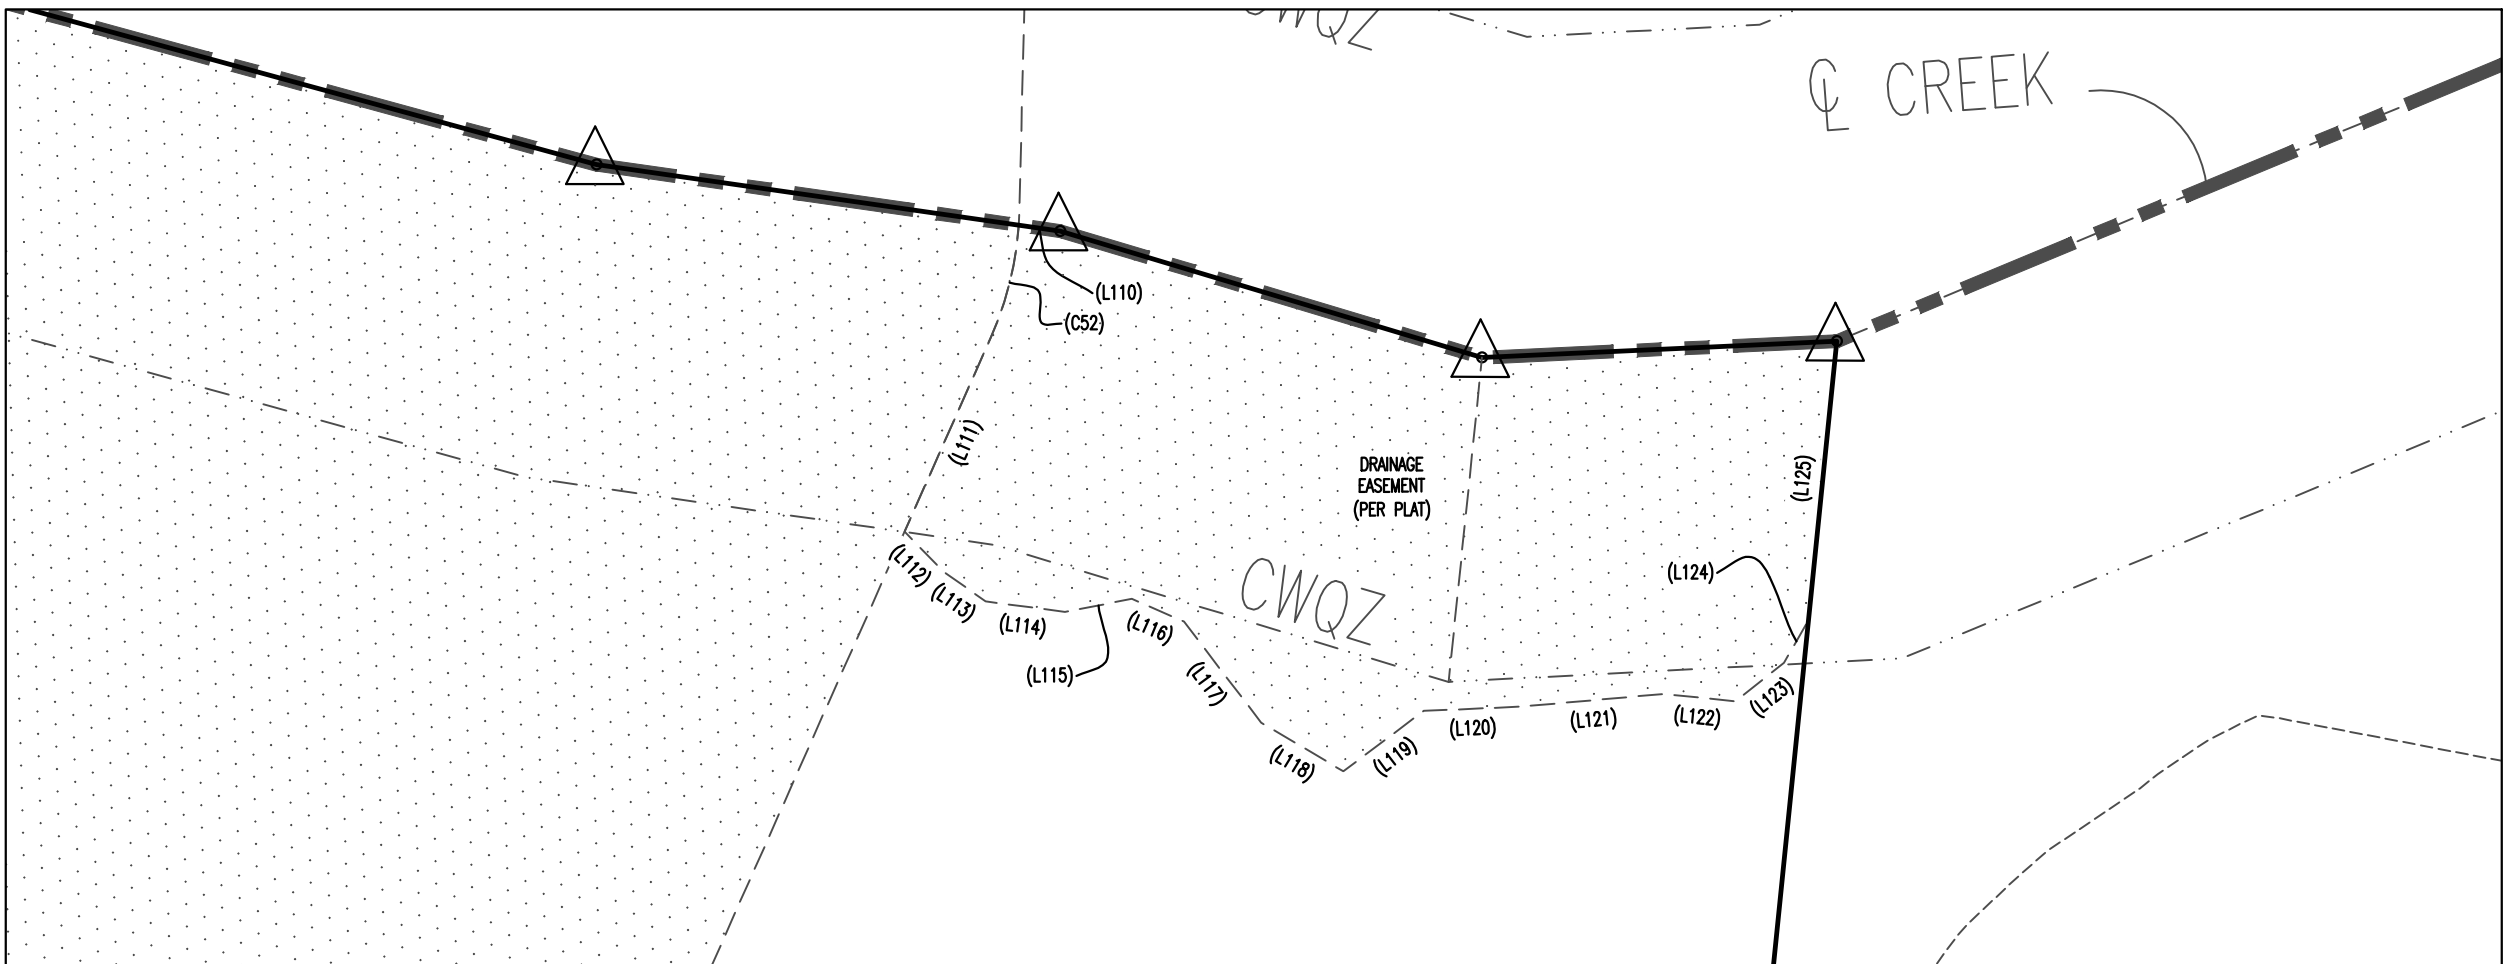 CWQZ
℄ CREEK
(L110)
(C52)
(L111)
DRAINAGE
EASEMENT
(PER PLAT)
(L125)
(L112)
(L113)
(L114)
(L115)
(L116)
(L117)
CWQZ
(L124)
(L118)
(L119)
(L120)
(L121)
(L122)
(L123)